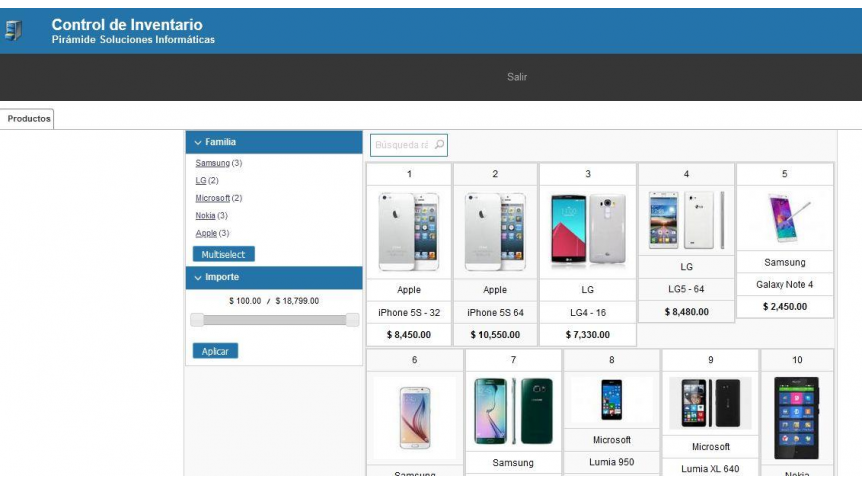 Control de Inventario
Pirámide Soluciones Informáticas
Salir
Productos
Familia
Samsung (3)
LG (2)
Microsoft (2)
Nokia (3)
Apple (3)
Multiselect
Importe
$ 100.00 / $ 18,799.00
Aplicar
Búsqueda rá
1 2 3 4 5
Apple Apple LG LG Samsung
iPhone 5S - 32 iPhone 5S 64 LG4 - 16 LG5 - 64 Galaxy Note 4
$ 8,450.00 $ 10,550.00 $ 7,330.00 $ 8,480.00 $ 2,450.00
6 7 8 9 10
Samsung Samsung Microsoft Microsoft Nokia
Lumia 950 Lumia XL 640